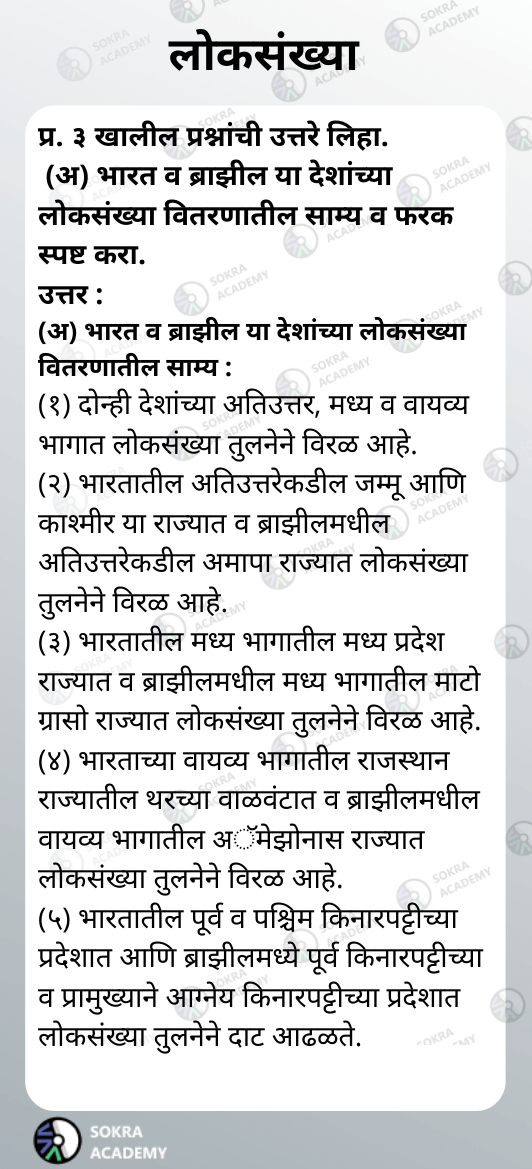 लोकसंख्या
प्र. ३ खालील प्रश्नांची उत्तरे लिहा.
(अ) भारत व ब्राझील या देशांच्या
लोकसंख्या वितरणातील साम्य व फरक
स्पष्ट करा.
उत्तर :
(अ) भारत व ब्राझील या देशांच्या लोकसंख्या
वितरणातील साम्य :
(१) दोन्ही देशांच्या अतिउत्तर, मध्य व वायव्य
भागात लोकसंख्या तुलनेने विरळ आहे.
(२) भारतातील अतिउत्तरेकडील जम्मू आणि
काश्मीर या राज्यात व ब्राझीलमधील
अतिउत्तरेकडील अमापा राज्यात लोकसंख्या
तुलनेने विरळ आहे.
(३) भारतातील मध्य भागातील मध्य प्रदेश
राज्यात व ब्राझीलमधील मध्य भागातील माटो
ग्रासो राज्यात लोकसंख्या तुलनेने विरळ आहे.
(४) भारताच्या वायव्य भागातील राजस्थान
राज्यातील थरच्या वाळवंटात व ब्राझीलमधील
वायव्य भागातील अॅमेझोनास राज्यात
लोकसंख्या तुलनेने विरळ आहे.
(५) भारतातील पूर्व व पश्चिम किनारपट्टीच्या
प्रदेशात आणि ब्राझीलमध्ये पूर्व किनारपट्टीच्या
व प्रामुख्याने आग्नेय किनारपट्टीच्या प्रदेशात
लोकसंख्या तुलनेने दाट आढळते.
SOKRA
ACADEMY